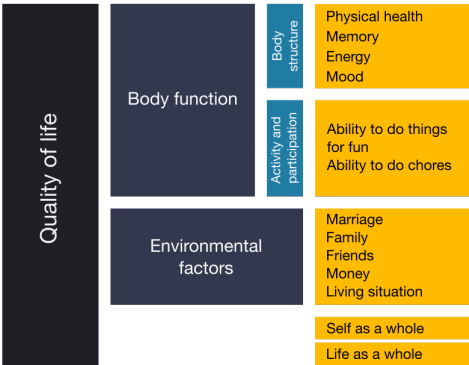 Quality of life
Body function
Body
structure
Physical health
Memory
Energy
Mood
Activity and
participation
Ability to do things
for fun
Ability to do chores
Environmental
factors
Marriage
Family
Friends
Money
Living situation
Self as a whole
Life as a whole